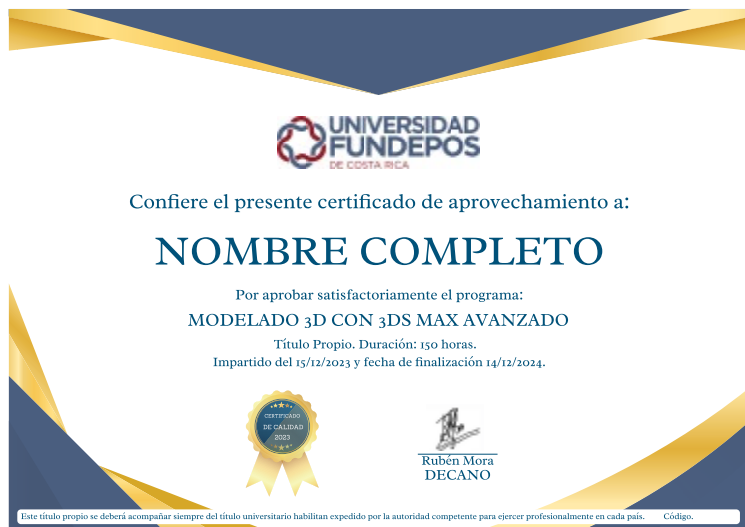 UNIVERSIDAD
FUNDEPOS
DE COSTA RICA
Confiere el presente certificado de aprovechamiento a:
NOMBRE COMPLETO
Por aprobar satisfactoriamente el programa:
MODELADO 3D CON 3DS MAX AVANZADO
Título Propio. Duración: 150 horas.
Impartido del 15/12/2023 y fecha de finalización 14/12/2024.
CERTIFICADO
DE CALIDAD
2023
Rubén Mora
DECANO
Este título propio se deberá acompañar siempre del título universitario habilitan expedido por la autoridad competente para ejercer profesionalmente en cada país. Código.